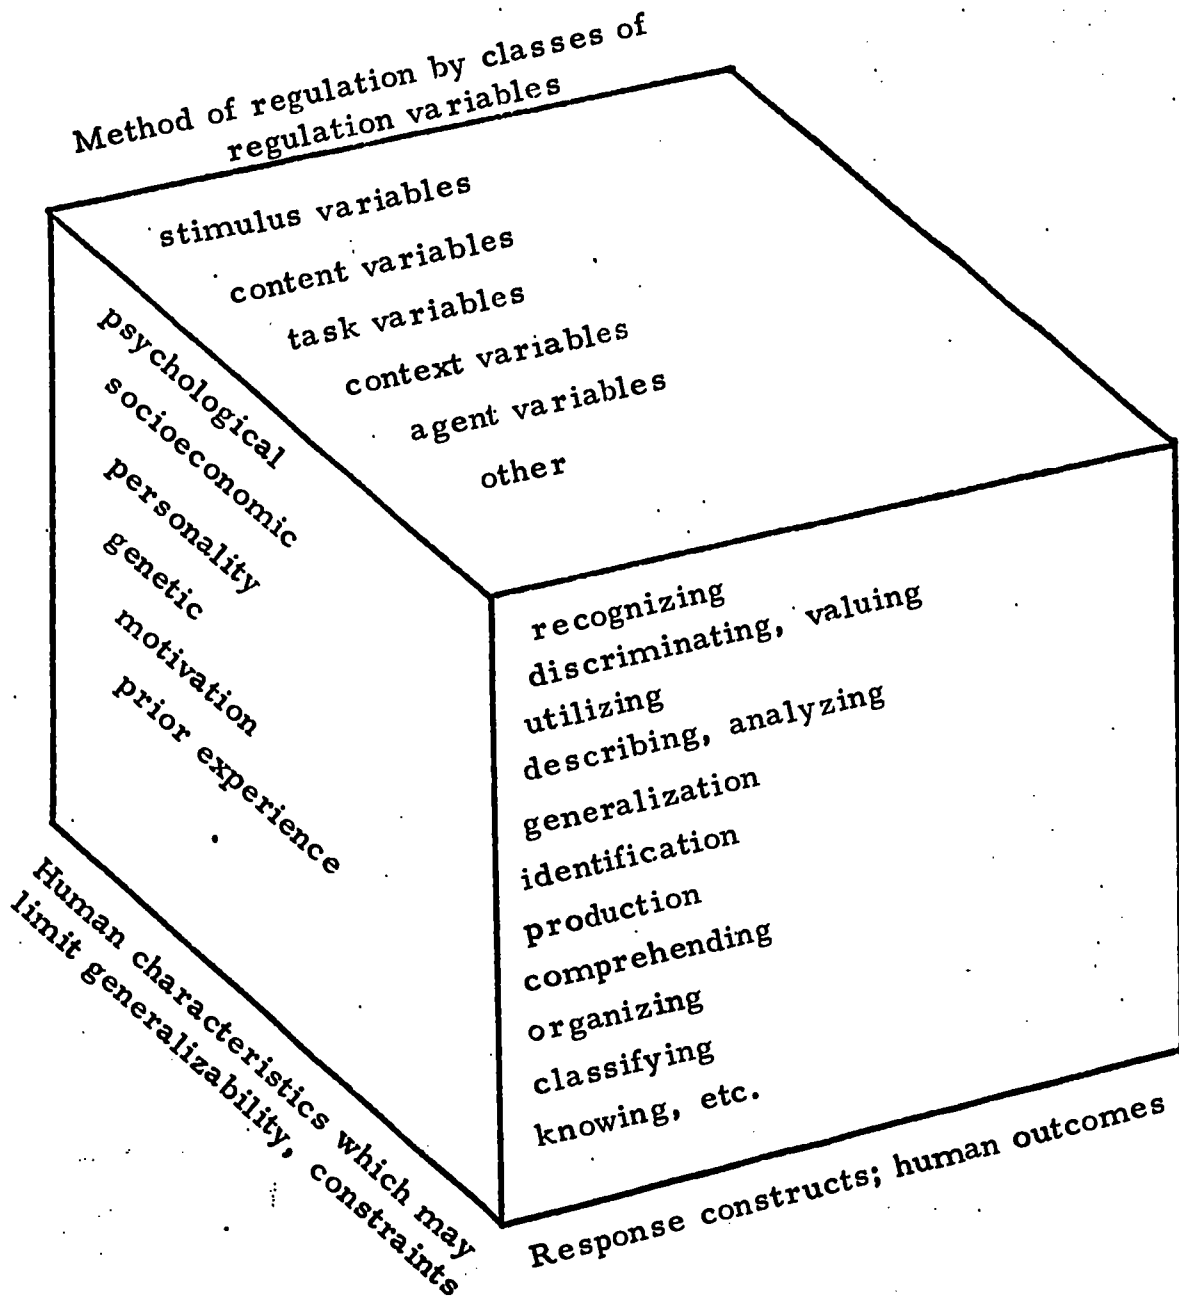 Method of regulation by classes of
regulation variables
stimulus variables
content variables
task variables
context variables
agent variables
other
psychological
socioeconomic
personality
genetic
motivation
prior experience
Human characteristics which may
limit generalizability, constraints
recognizing
discriminating, valuing
utilizing
describing, analyzing
generalization
identification
production
comprehending
organizing
classifying
knowing, etc.
Response constructs; human outcomes